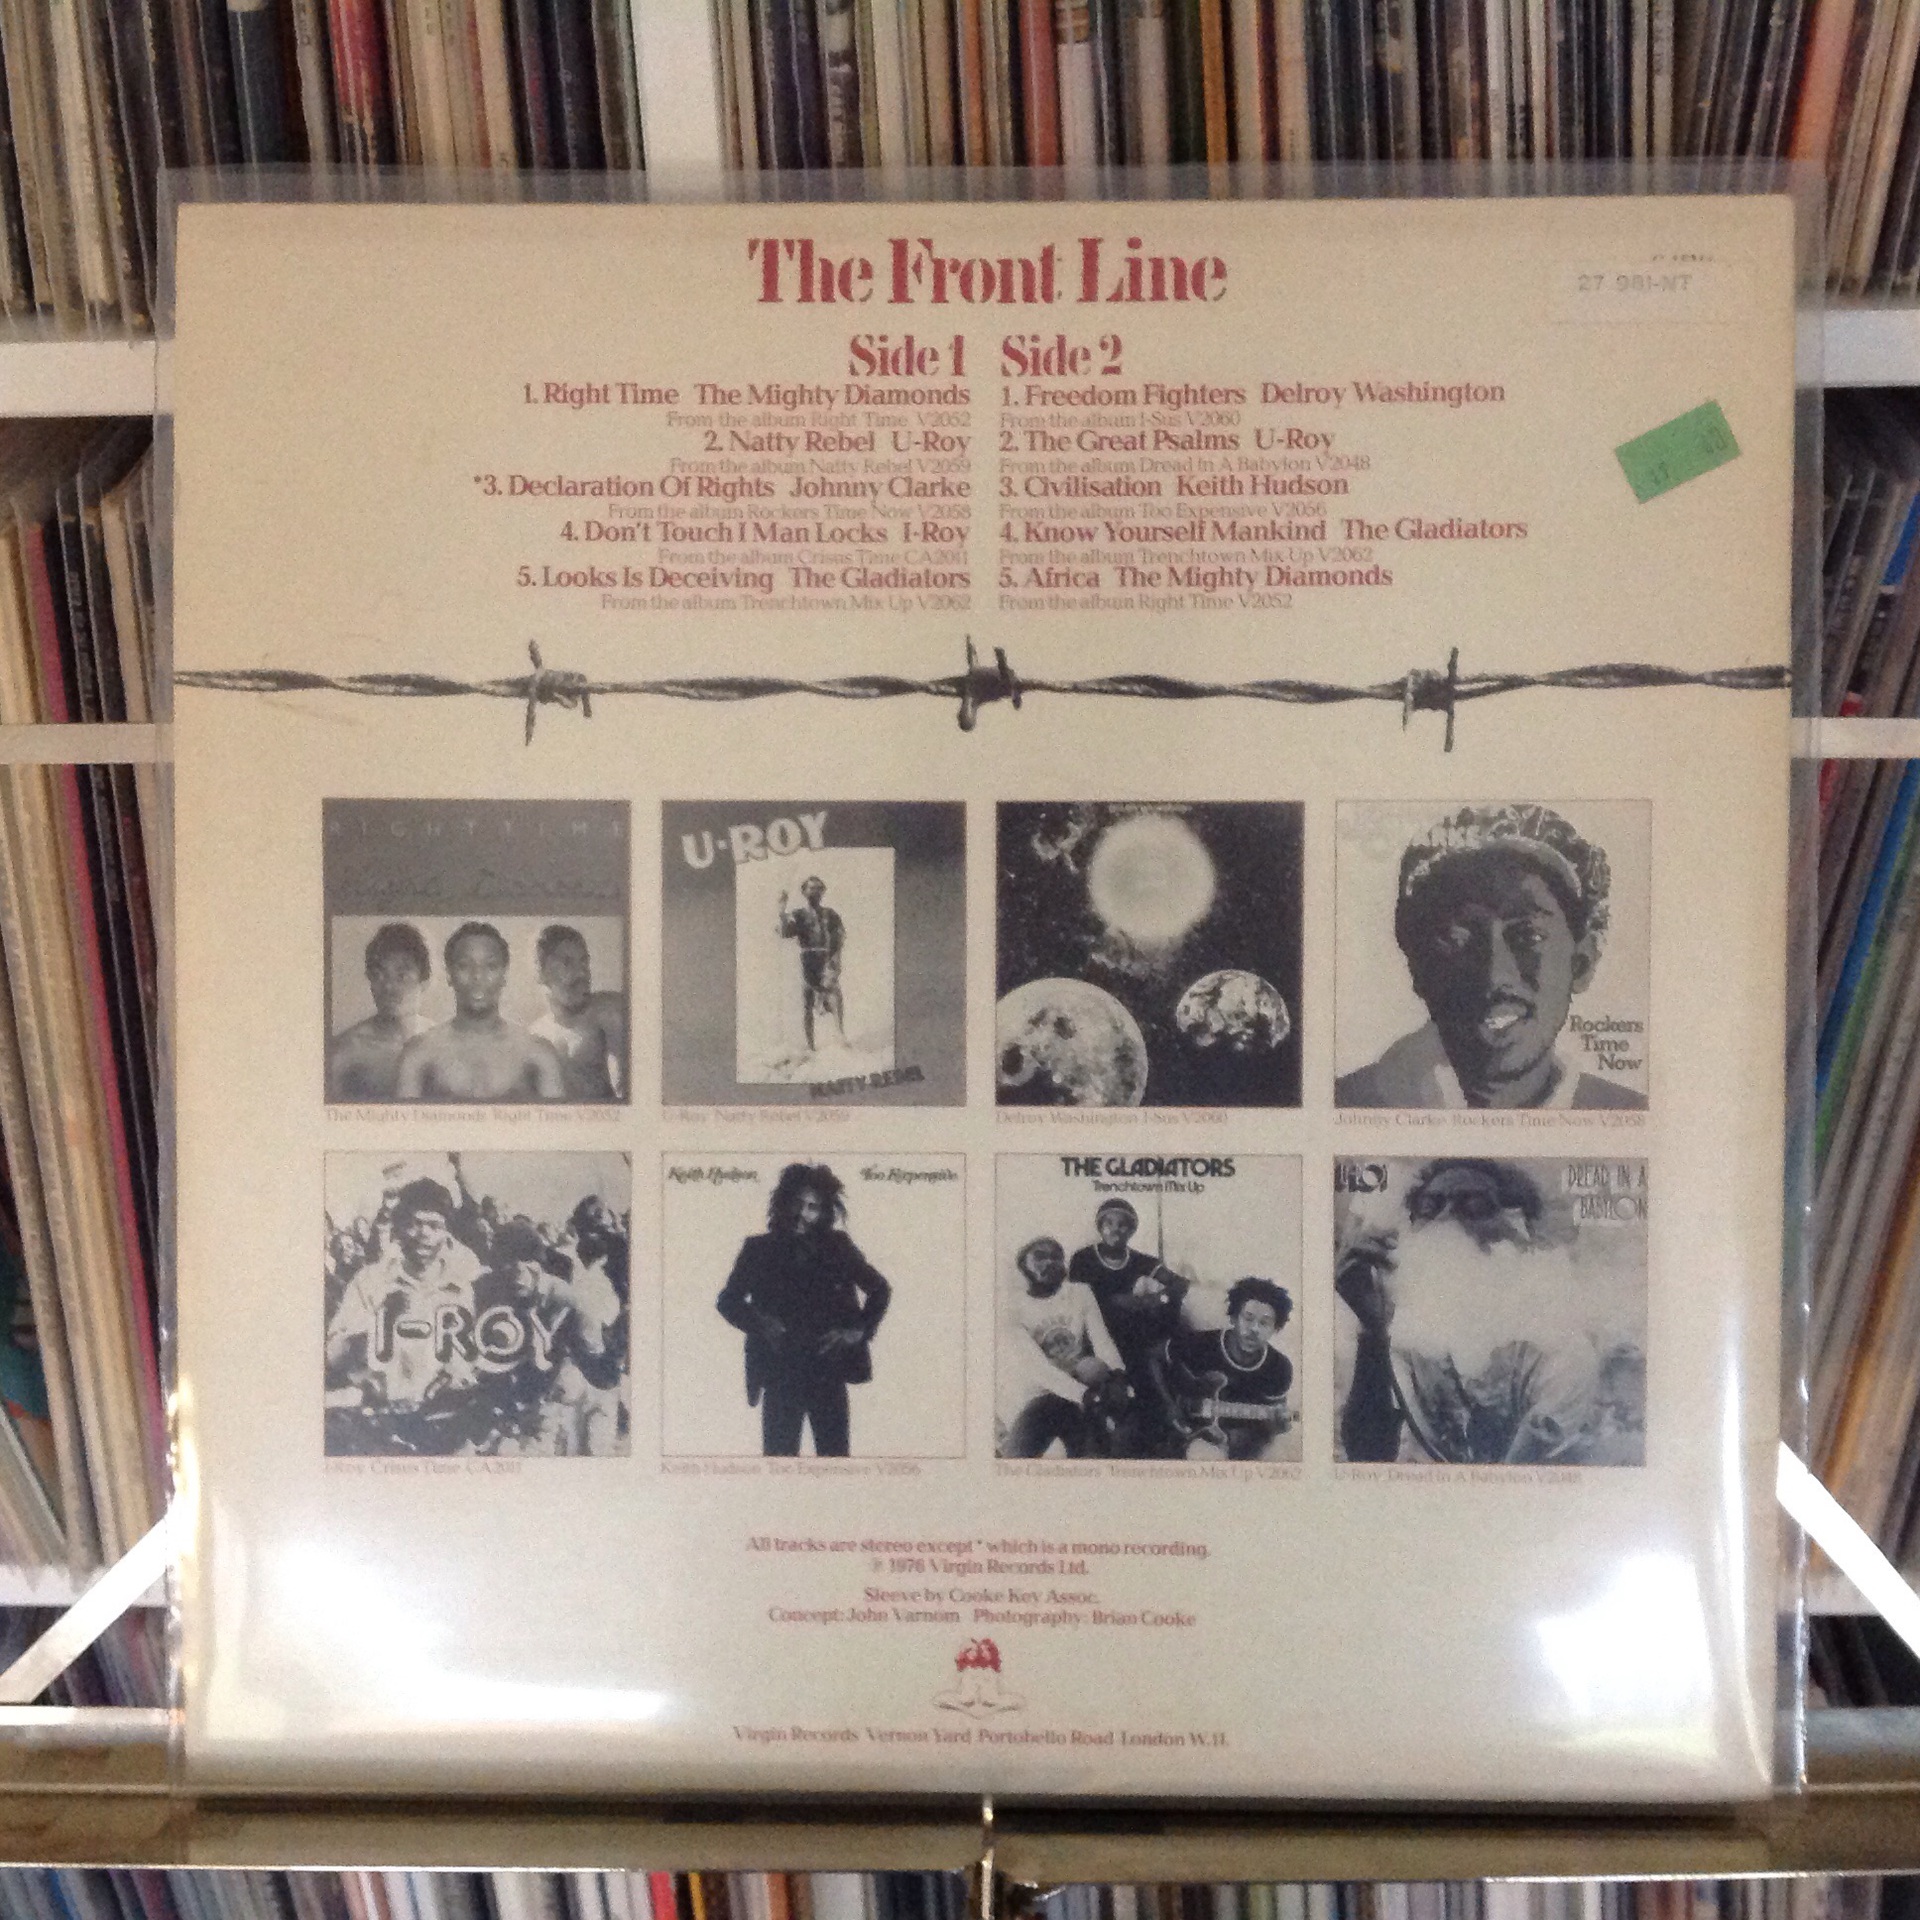 The Front Line
27 981-NT
Side 1
1. Right Time The Mighty Diamonds
From the album Right Time V2052
2. Natty Rebel U-Roy
From the album Natty Rebel V2059
*3. Declaration Of Rights Johnny Clarke
From the album Rockers Time Now V2058
4. Don't Touch I Man Locks I-Roy
From the album Crisus Time CA2011
5. Looks Is Deceiving The Gladiators
From the album Trenchtown Mix Up V2062
Side 2
1. Freedom Fighters Delroy Washington
From the album I-Sus V2060
2. The Great Psalms U-Roy
From the album Dread In A Babylon V2048
3. Civilisation Keith Hudson
From the album Too Expensive V2056
4. Know Yourself Mankind The Gladiators
From the album Trenchtown Mix Up V2062
5. Africa The Mighty Diamonds
From the album Right Time V2052
RIGHT TIME
U-ROY
NATTY REBEL
CLARKE
Rockers
Time
Now
The Mighty Diamonds Right Time V2052
U-Roy Natty Rebel V2059
Delroy Washington I-Sus V2060
Johnny Clarke Rockers Time Now V2058
I-ROY
Keith Hudson Too Expensive
THE GLADIATORS
Trenchtown Mix Up
U-ROY
DREAD IN A
BABYLON
I-Roy Crisus Time CA2011
Keith Hudson Too Expensive V2056
The Gladiators Trenchtown Mix Up V2062
U-Roy Dread In A Babylon V2048
All tracks are stereo except * which is a mono recording.
℗ 1976 Virgin Records Ltd.
Sleeve by Cooke Key Assoc.
Concept: John Varnom Photography: Brian Cooke
Virgin Records Vernon Yard Portobello Road London W.11.